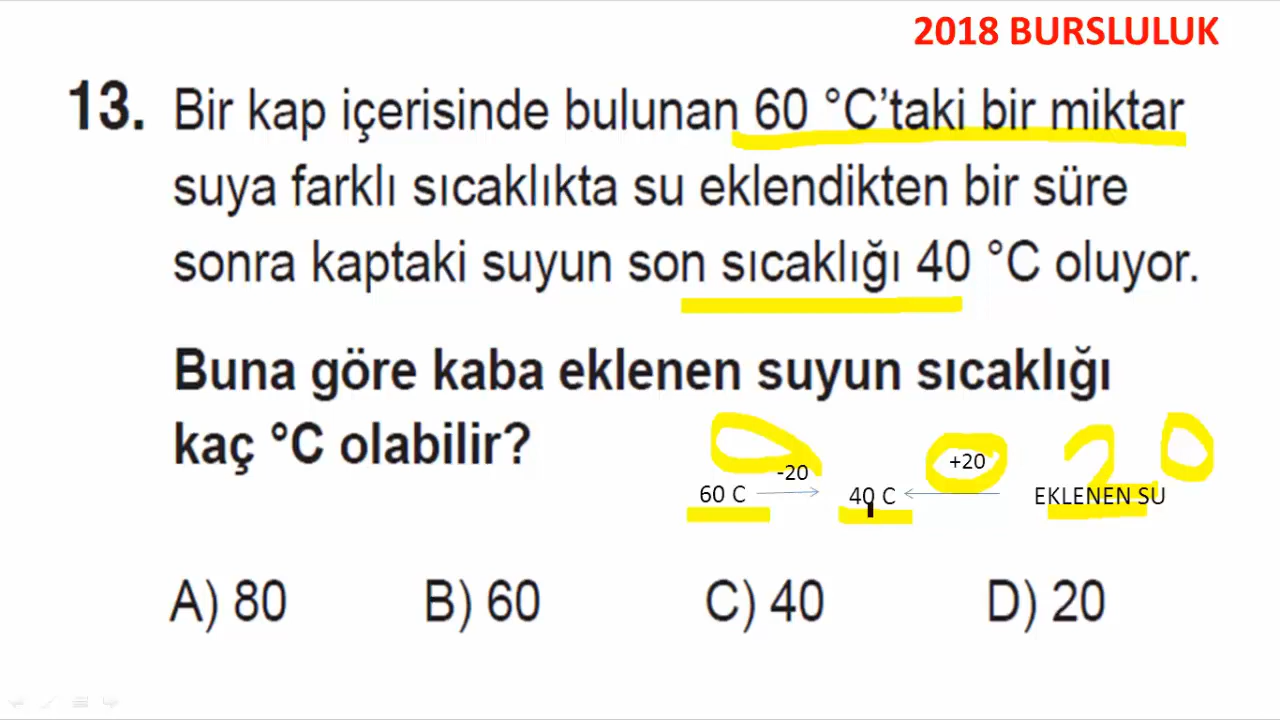 2018 BURSLULUK
13. Bir kap içerisinde bulunan 60 °C'taki bir miktar
suya farklı sıcaklıkta su eklendikten bir süre
sonra kaptaki suyun son sıcaklığı 40 °C oluyor.
Buna göre kaba eklenen suyun sıcaklığı
kaç °C olabilir?
20
-20
+20
60 C
40 C
EKLENEN SU
A) 80 B) 60 C) 40 D) 20